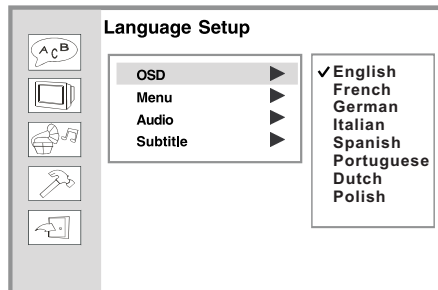 Language Setup
A C B
OSD
Menu
Audio
Subtitle
English
French
German
Italian
Spanish
Portuguese
Dutch
Polish